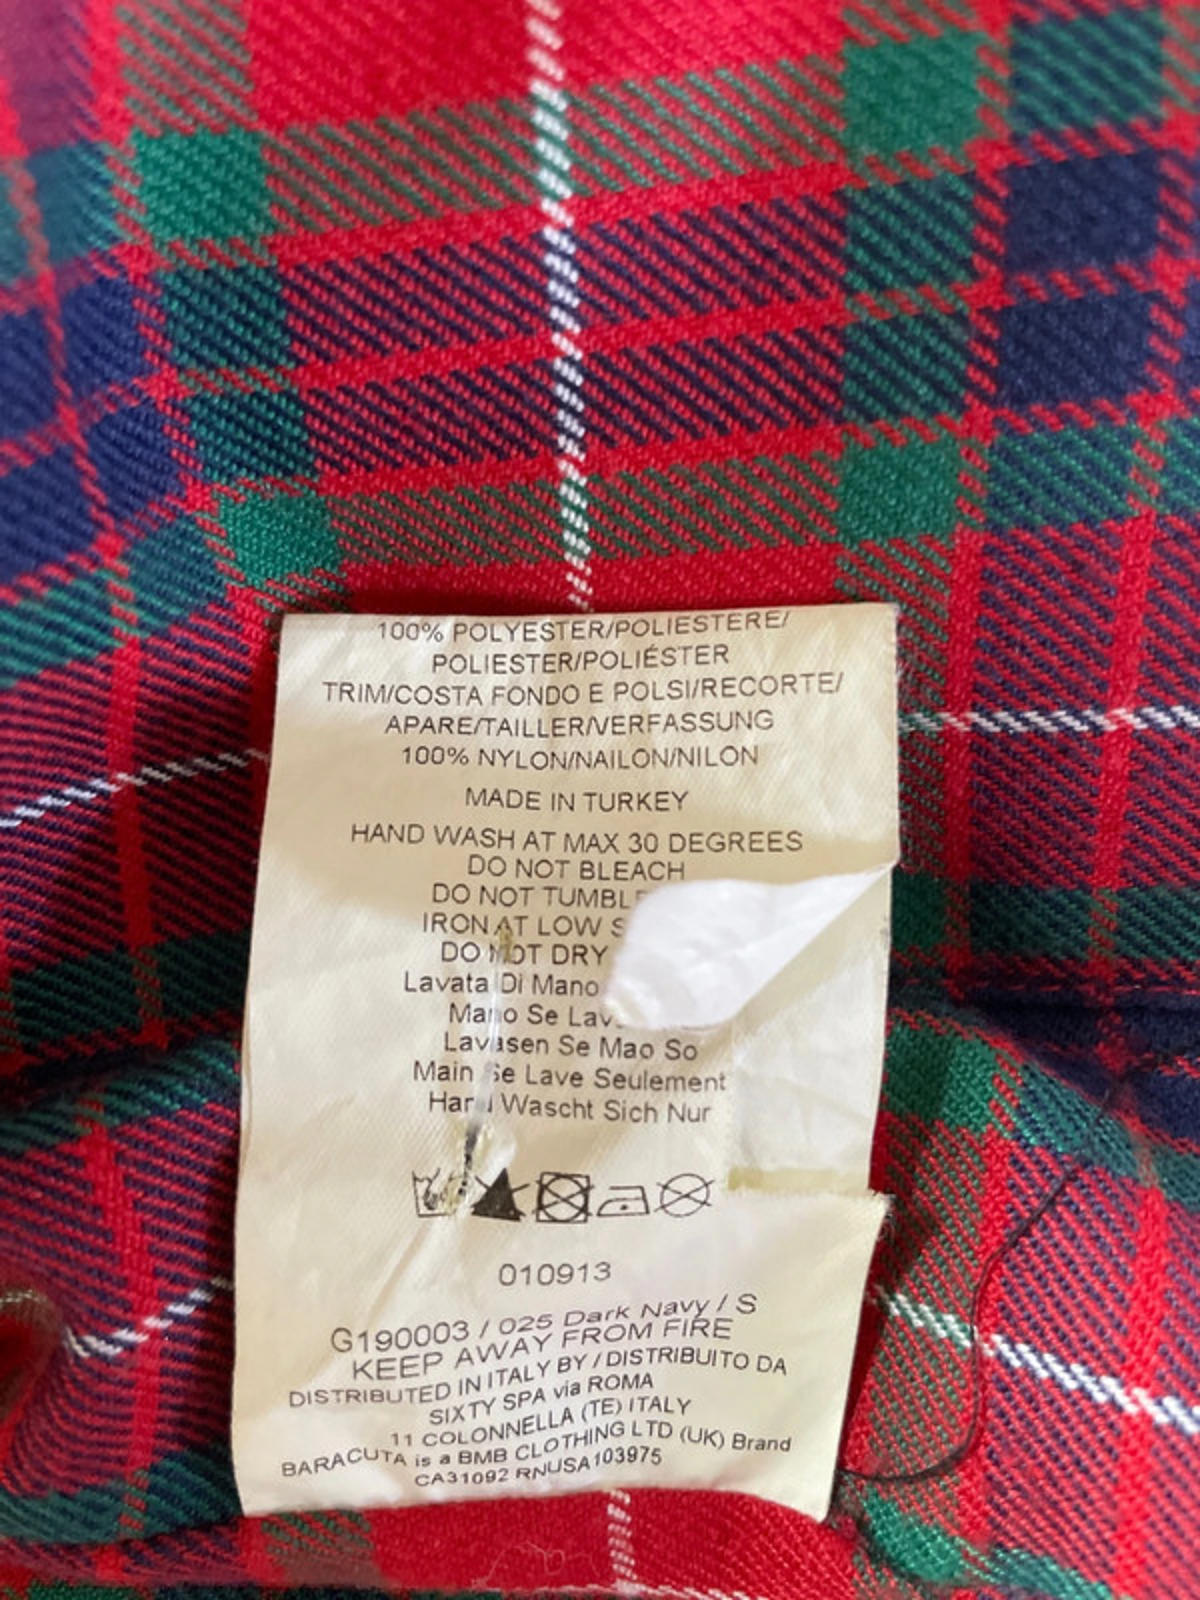 100% POLYESTER/POLIESTERE/
POLIESTER/POLIÉSTER
TRIM/COSTA FONDO E POLSI/RECORTE/
APARE/TAILLER/VERFASSUNG
100% NYLON/NAILON/NILON
MADE IN TURKEY
HAND WASH AT MAX 30 DEGREES
DO NOT BLEACH
DO NOT
IRON AT LOW
DO NOT DRY
Lavata Di Mano
Mano Se
Lavasen Se Mao So
Main Se Lave Seulement
Hand Wascht Sich Nur
010913
G190003 / 025 Dark Navy / S
KEEP AWAY FROM FIRE
DISTRIBUTED IN ITALY BY / DISTRIBUITO DA
SIXTY SPA via ROMA
11 COLONNELLA (TE) ITALY
BARACUTA is a BMB CLOTHING LTD (UK) Brand
CA31092 RNUSA103975